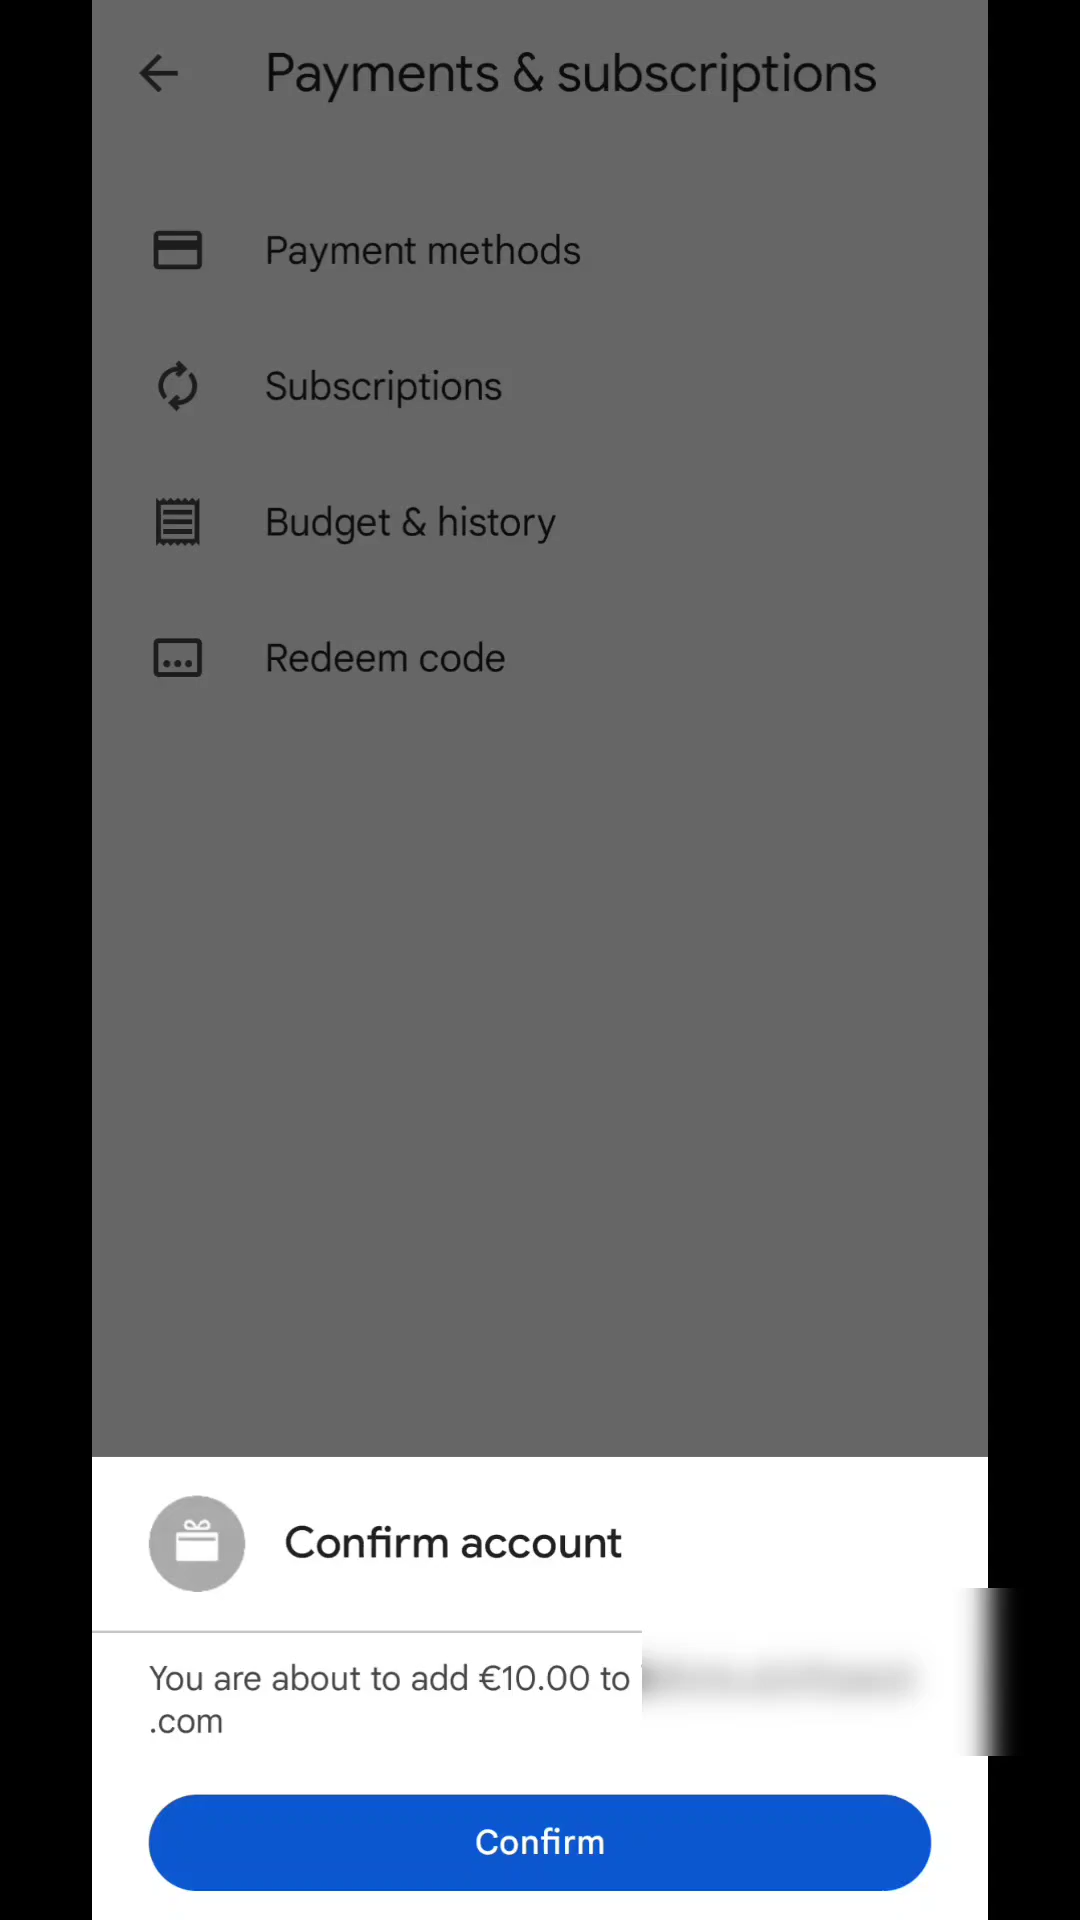 Payments & subscriptions
Payment methods
Subscriptions
Budget & history
Redeem code
Confirm account
You are about to add €10.00 to
.com
Confirm